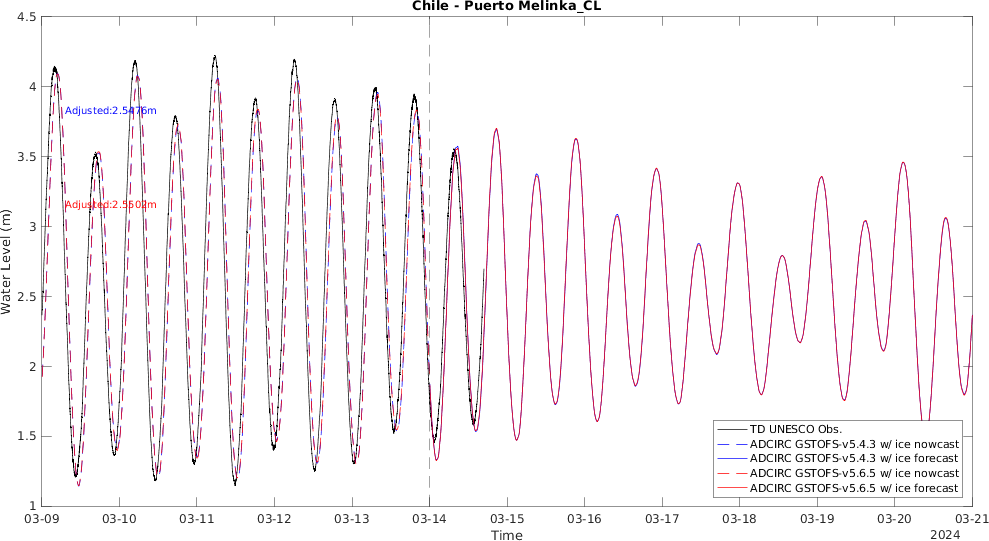 Chile - Puerto Melinka_CL
4.5
4
3.5
3
2.5
2
1.5
1
Water Level (m)
Adjusted:2.5476m
Adjusted:2.5502m
TD UNESCO Obs.
ADCIRC GSTOFS-v5.4.3 w/ ice nowcast
ADCIRC GSTOFS-v5.4.3 w/ ice forecast
ADCIRC GSTOFS-v5.6.5 w/ ice nowcast
ADCIRC GSTOFS-v5.6.5 w/ ice forecast
03-09 03-10 03-11 03-12 03-13 03-14 03-15 03-16 03-17 03-18 03-19 03-20 03-21
Time 2024